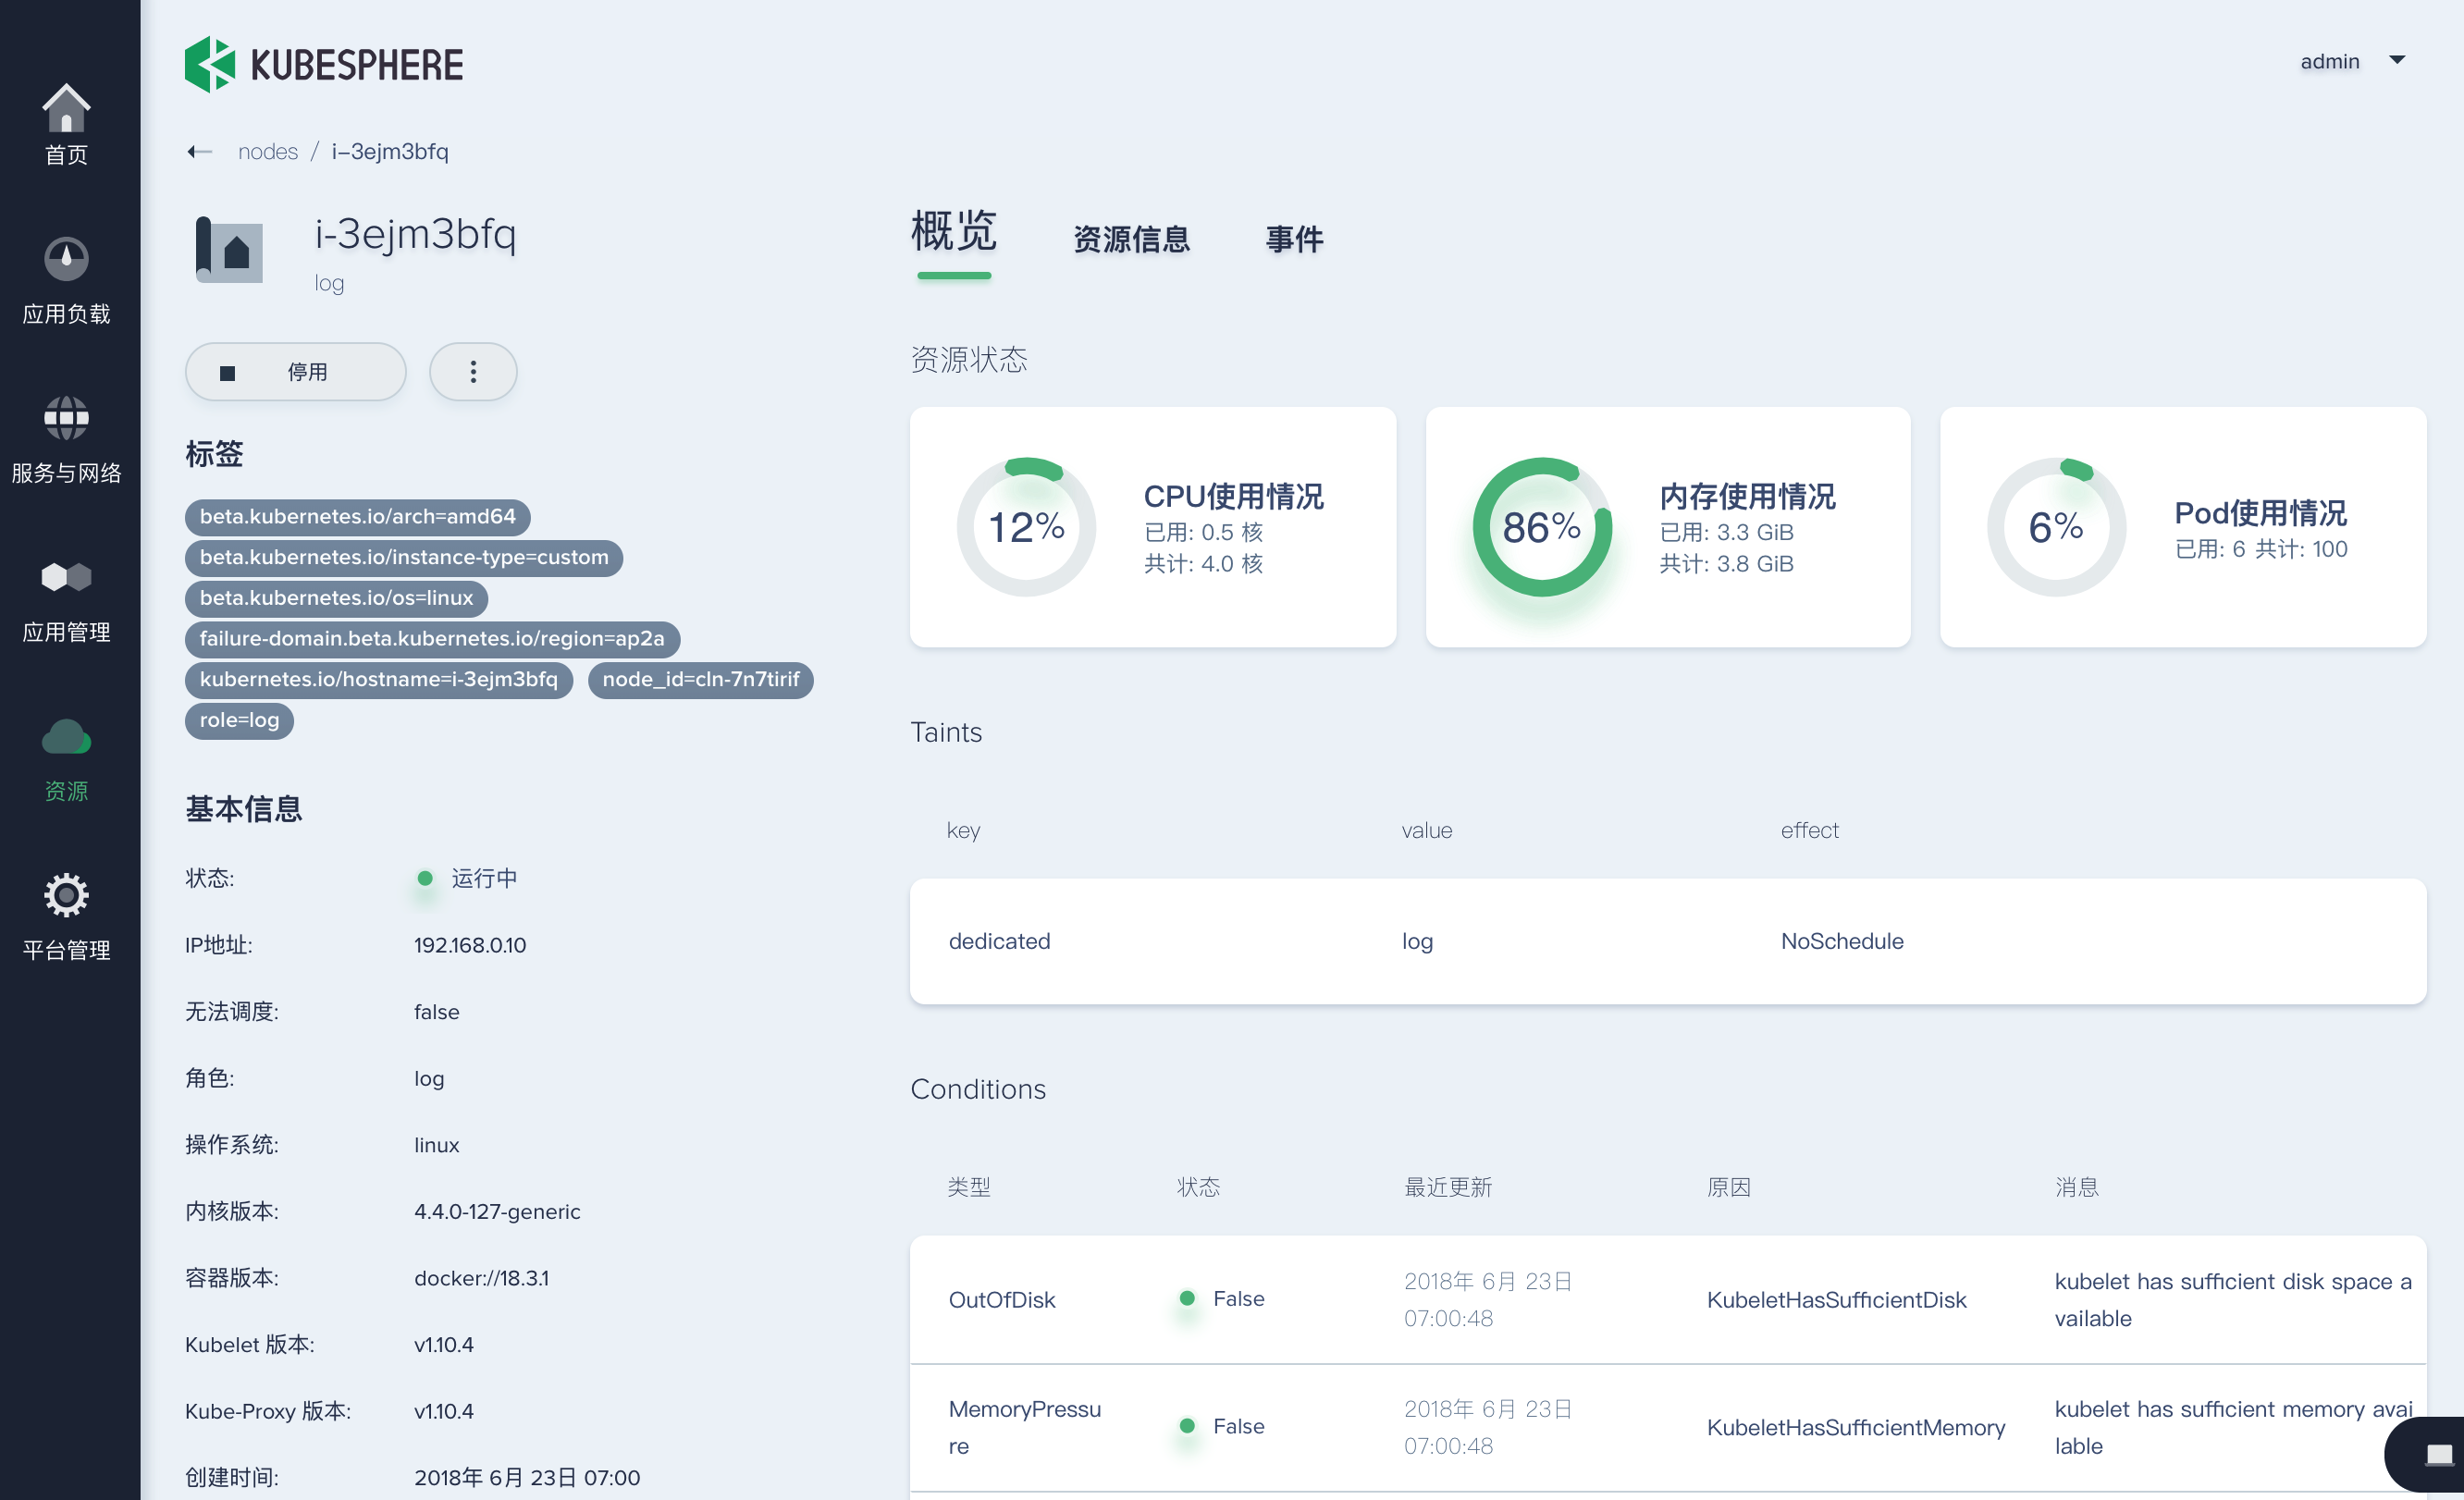 首页
应用负载
服务与网络
应用管理
资源
平台管理
KUBESPHERE
admin
nodes / i-3ejm3bfq
i-3ejm3bfq
log
停用
标签
beta.kubernetes.io/arch=amd64
beta.kubernetes.io/instance-type=custom
beta.kubernetes.io/os=linux
failure-domain.beta.kubernetes.io/region=ap2a
kubernetes.io/hostname=i-3ejm3bfq node_id=cln-7n7tirif
role=log
基本信息
状态: 运行中
IP地址: 192.168.0.10
无法调度: false
角色: log
操作系统: linux
内核版本: 4.4.0-127-generic
容器版本: docker://18.3.1
Kubelet 版本: v1.10.4
Kube-Proxy 版本: v1.10.4
创建时间: 2018年 6月 23日 07:00
概览 资源信息 事件
资源状态
12%
CPU使用情况
已用: 0.5 核
共计: 4.0 核
86%
内存使用情况
已用: 3.3 GiB
共计: 3.8 GiB
6%
Pod使用情况
已用: 6 共计: 100
Taints
key value effect
dedicated log NoSchedule
Conditions
类型 状态 最近更新 原因 消息
OutOfDisk False 2018年 6月 23日
07:00:48 KubeletHasSufficientDisk kubelet has sufficient disk space a
vailable
MemoryPressu
re False 2018年 6月 23日
07:00:48 KubeletHasSufficientMemory kubelet has sufficient memory avai
lable